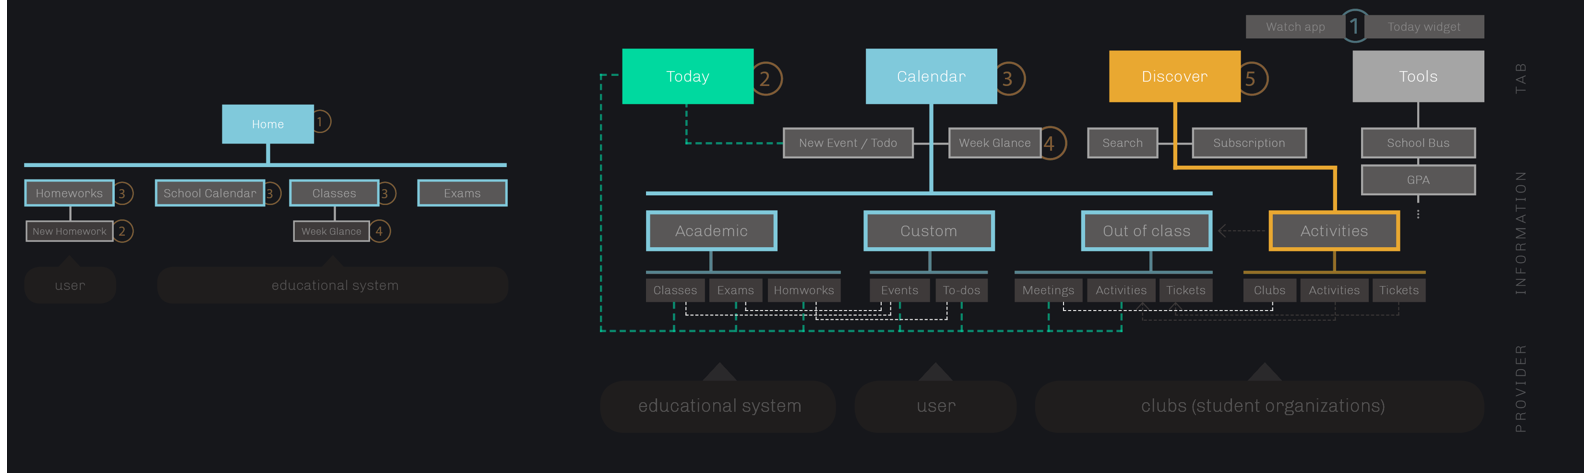 Home 1
Homeworks 3
School Calendar 3
Classes 3
Exams
New Homework 2
Week Glance 4
user
educational system
Watch app 1 Today widget
Today 2
Calendar 3
Discover 5
Tools
New Event / Todo
Week Glance 4
Search
Subscription
School Bus
GPA
Academic
Custom
Out of class
Activities
Classes
Exams
Homworks
Events
To-dos
Meetings
Activities
Tickets
Clubs
Activities
Tickets
educational system
user
clubs (student organizations)
TAB
INFORMATION
PROVIDER